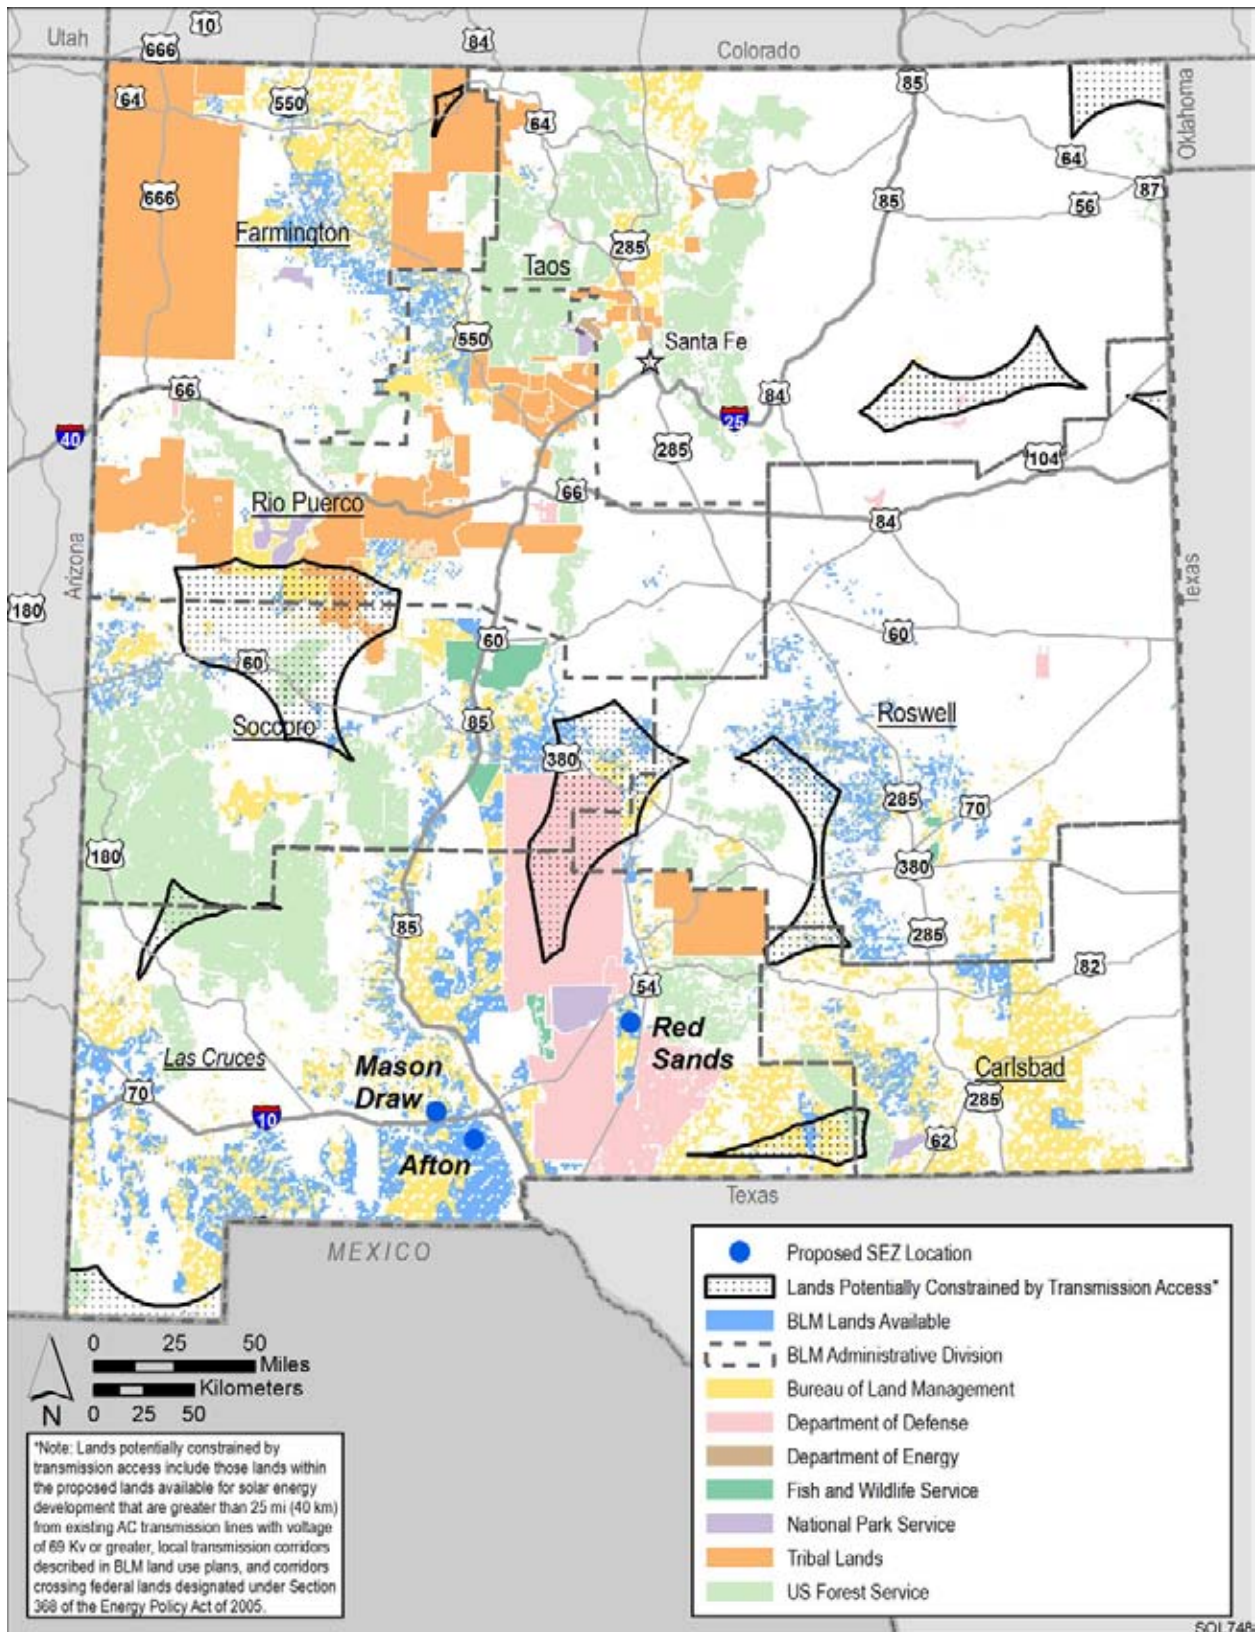 10
Utah
666
84
Colorado
85
64
550
64
Oklahoma
64
87
666
85
56
Farmington
285
Taos
550
Santa Fe
66
84
25
40
285
104
66
Rio Puerco
84
Arizona
Texas
180
60
60
60
85
Socorro
Roswell
380
285
70
180
380
85
285
82
54
Red
Sands
Las Cruces
Mason
Draw
Carlsbad
70
10
285
62
Afton
Texas
MEXICO
Proposed SEZ Location
Lands Potentially Constrained by Transmission Access*
BLM Lands Available
BLM Administrative Division
Bureau of Land Management
Department of Defense
Department of Energy
Fish and Wildlife Service
National Park Service
Tribal Lands
US Forest Service
0 25 50
Miles
Kilometers
N 0 25 50
*Note: Lands potentially constrained by
transmission access include those lands within
the proposed lands available for solar energy
development that are greater than 25 mi (40 km)
from existing AC transmission lines with voltage
of 69 Kv or greater, local transmission corridors
described in BLM land use plans, and corridors
crossing federal lands designated under Section
368 of the Energy Policy Act of 2005.
SOL748